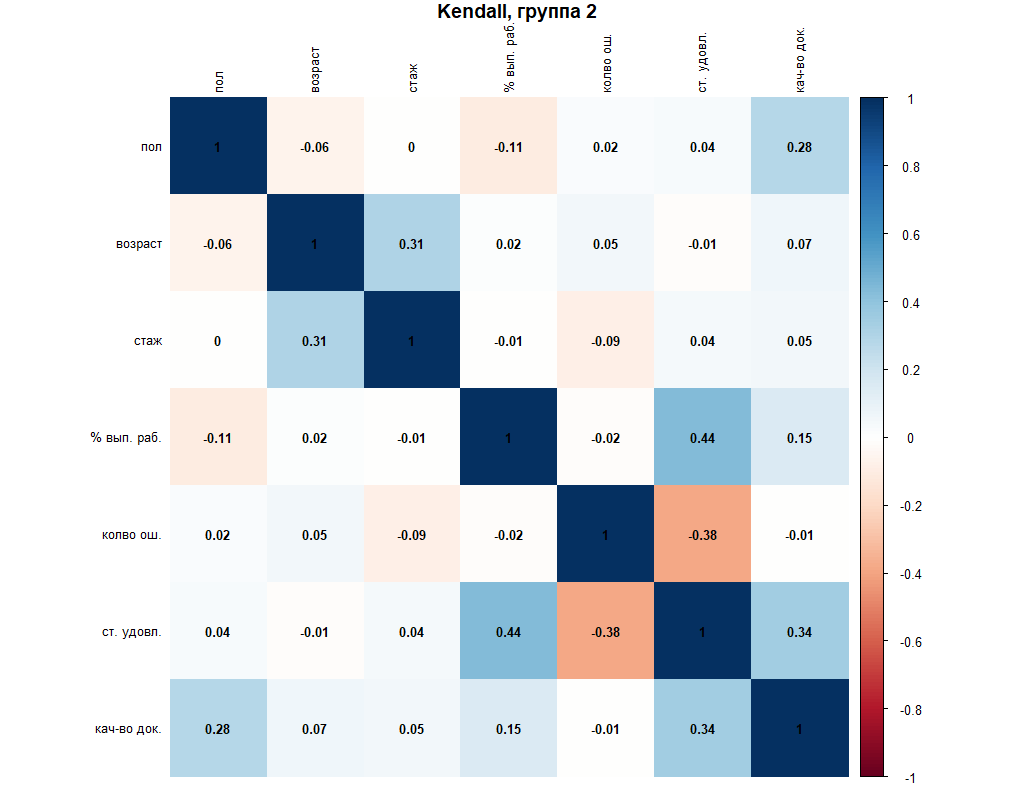 Kendall, группа 2
пол возраст стаж % вып. раб. колво ош. ст. удовл. кач-во док.
пол 1 -0.06 0 -0.11 0.02 0.04 0.28
возраст -0.06 1 0.31 0.02 0.05 -0.01 0.07
стаж 0 0.31 1 -0.01 -0.09 0.04 0.05
% вып. раб. -0.11 0.02 -0.01 1 -0.02 0.44 0.15
колво ош. 0.02 0.05 -0.09 -0.02 1 -0.38 -0.01
ст. удовл. 0.04 -0.01 0.04 0.44 -0.38 1 0.34
кач-во док. 0.28 0.07 0.05 0.15 -0.01 0.34 1
1
0.8
0.6
0.4
0.2
0
-0.2
-0.4
-0.6
-0.8
-1